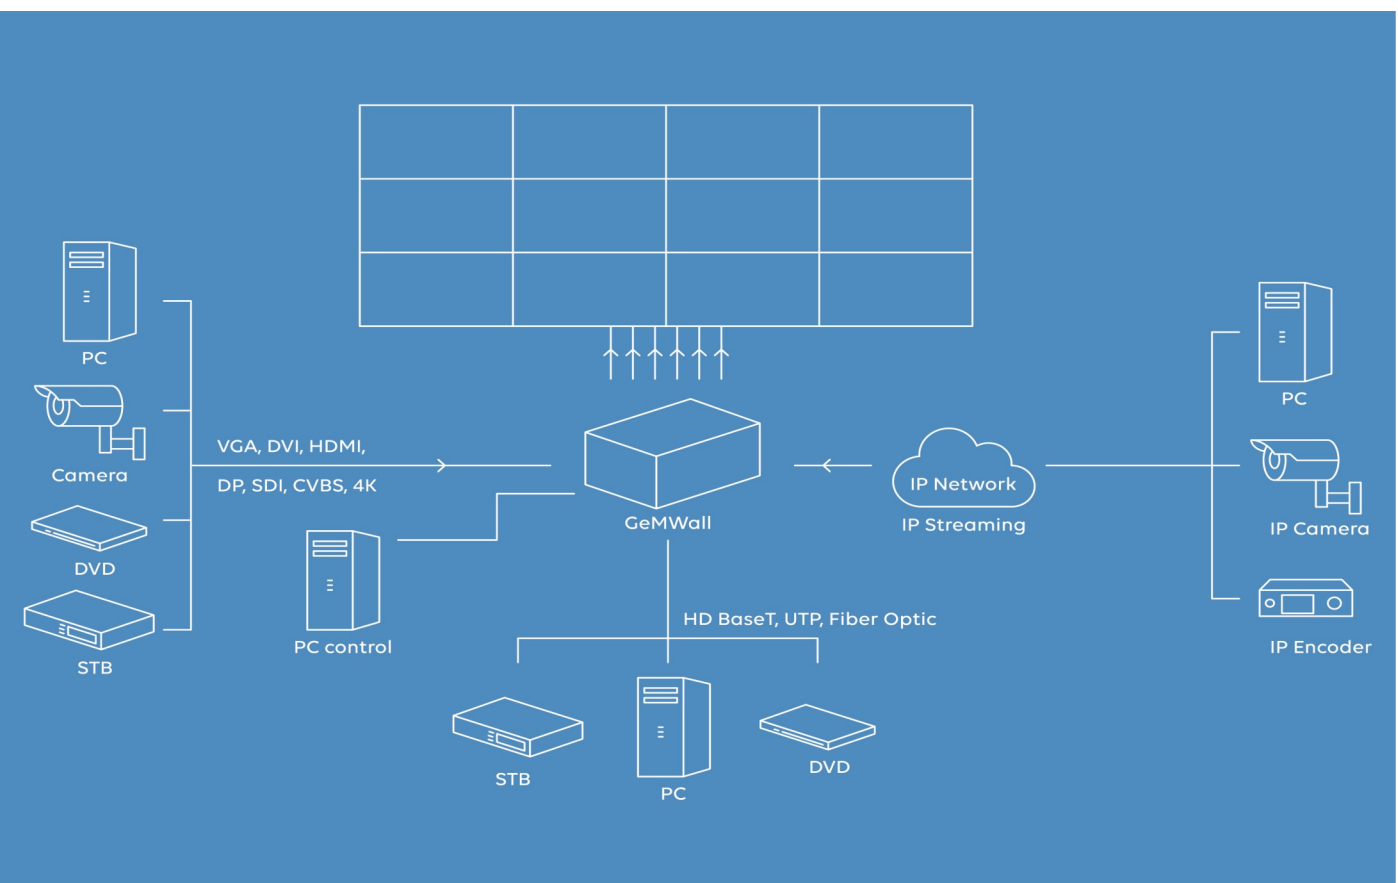 PC
Camera
DVD
STB
VGA, DVI, HDMI,
DP, SDI, CVBS, 4K
PC control
GeMWall
IP Network
IP Streaming
HD BaseT, UTP, Fiber Optic
STB
PC
DVD
PC
IP Camera
IP Encoder